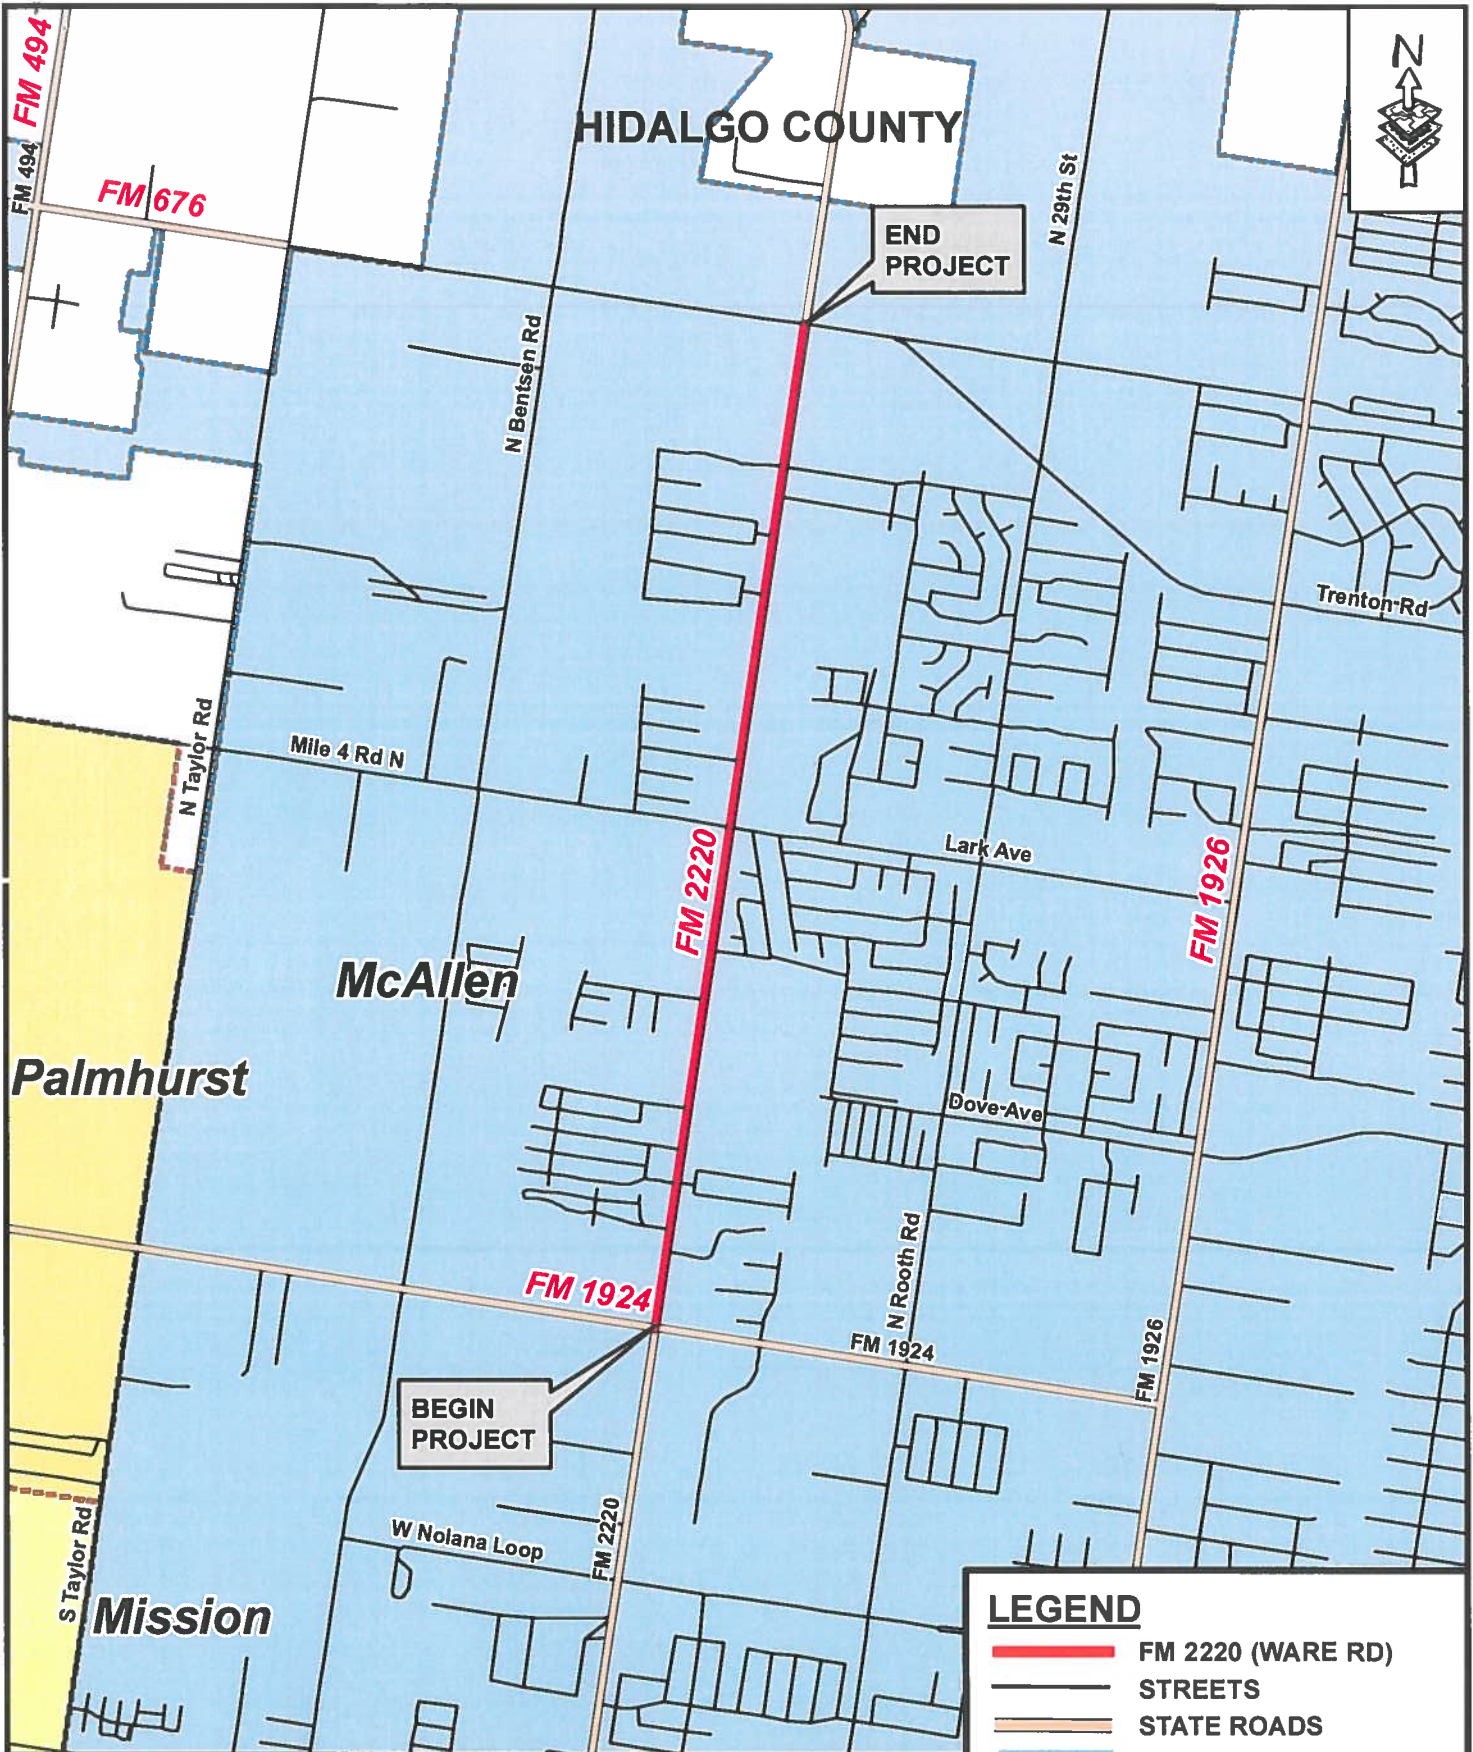 FM 494
FM 494
FM 676
HIDALGO COUNTY
N
N 29th St
END
PROJECT
N Bentsen Rd
Trenton Rd
N Taylor Rd
Mile 4 Rd N
FM 2220
Lark Ave
FM 1926
McAllen
Palmhurst
Dove Ave
N Rooth Rd
FM 1924
FM 1924
FM 1926
BEGIN
PROJECT
FM 2220
W Nolana Loop
S Taylor Rd
Mission
LEGEND
FM 2220 (WARE RD)
STREETS
STATE ROADS